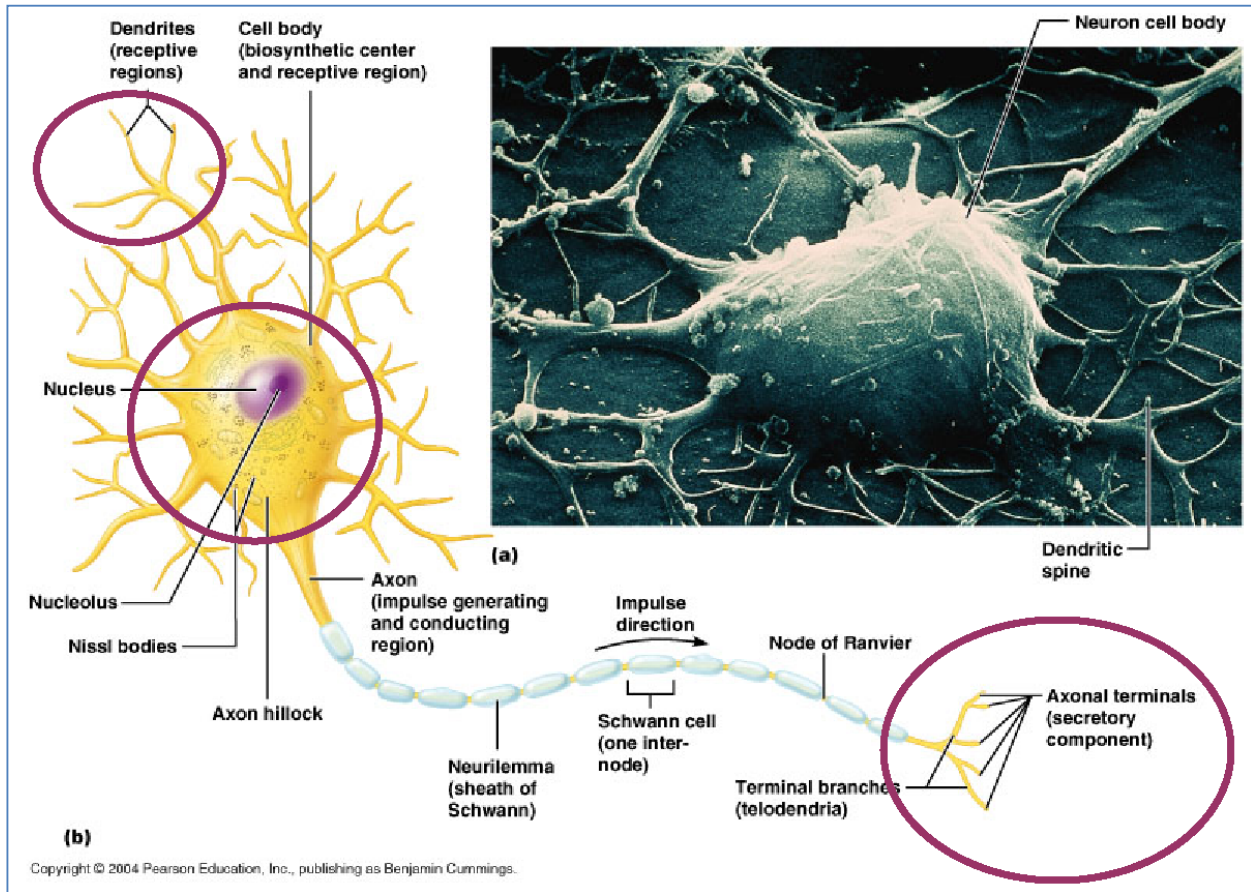 Dendrites
(receptive
regions)
Cell body
(biosynthetic center
and receptive region)
Neuron cell body
Nucleus
(a)
Dendritic
spine
Nucleolus
Axon
(impulse generating
and conducting
region)
Impulse
direction
Nissl bodies
Node of Ranvier
Axon hillock
Schwann cell
(one inter-
node)
Axonal terminals
(secretory
component)
Neurilemma
(sheath of
Schwann)
Terminal branches
(telodendria)
(b)
Copyright © 2004 Pearson Education, Inc., publishing as Benjamin Cummings.